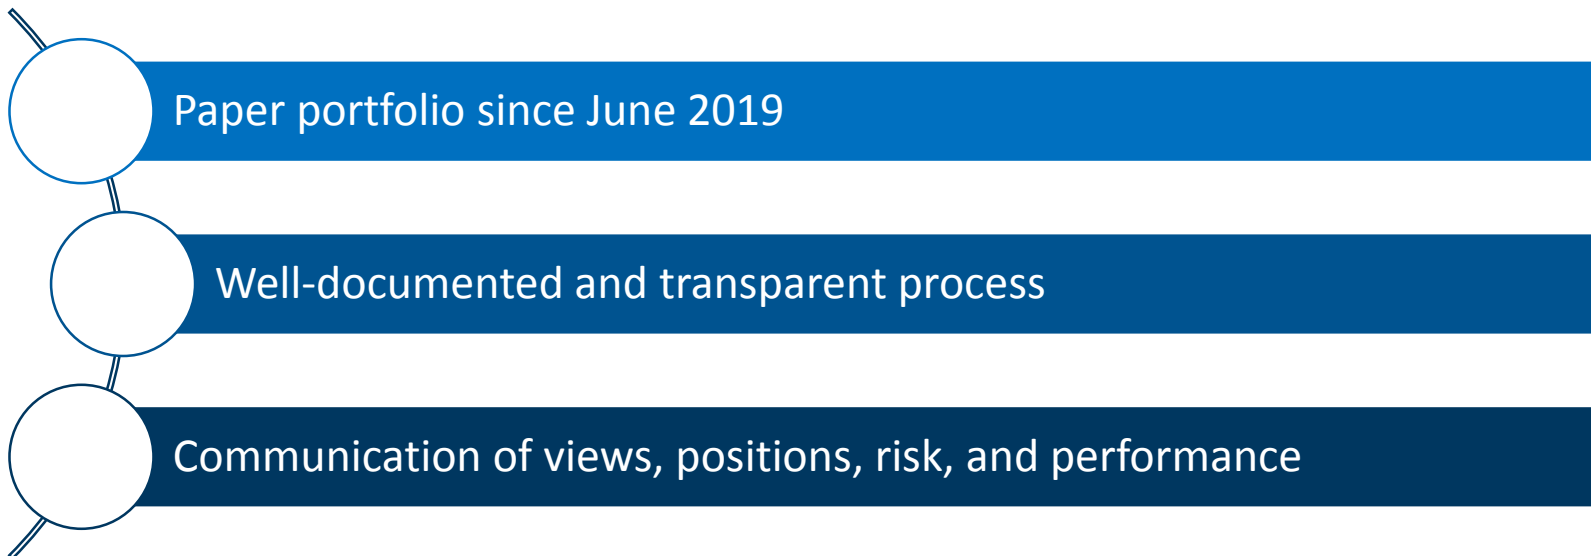 Paper portfolio since June 2019
Well-documented and transparent process
Communication of views, positions, risk, and performance